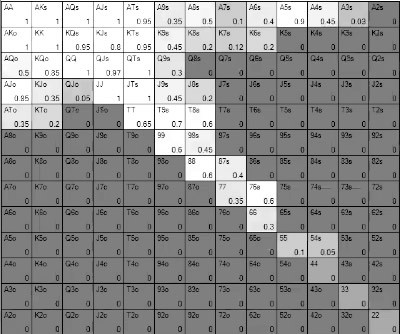 AA AKs AQs AJs ATs A9s A8s A7s A6s A5s A4s A3s A2s
1 1 1 1 0.95 0.35 0.5 0.1 0.4 0.9 0.45 0.03 0
AKo KK KQs KJs KTs K9s K8s K7s K6s K5s K4s K3s K2s
1 1 0.95 0.8 0.95 0.45 0.2 0.12 0.2 0 0 0 0
AQo KQo QQ QJs QTs Q9s Q8s Q7s Q6s Q5s Q4s Q3s Q2s
0.5 0.35 1 0.97 1 0.3 0 0 0 0 0 0 0
AJo KJo QJo JJ JTs J9s J8s J7s J6s J5s J4s J3s J2s
0.35 0.05 1 1 0.45 0.2 0 0 0 0 0 0
ATo KTo QTo JTo TT T9s T8s T7s T6s T5s T4s T3s T2s
0.35 0.2 0 0 0.65 0.7 0.6 0 0 0 0 0 0
A9o K9o Q9o J9o T9o 99 98s 97s 96s 95s 94s 93s 92s
0 0 0 0 0 0.6 0.45 0 0 0 0 0 0
A8o K8o Q8o J8o T8o 98o 88 87s 86s 85s 84s 83s 82s
0 0 0 0 0 0 0.6 0.4 0 0 0 0 0
A7o K7o Q7o J7o T7o 97o 87o 77 76s 75s 74s 73s 72s
0 0 0 0 0 0 0 0.35 0.6 0 0 0 0
A6o K6o Q6o J6o T6o 96o 86o 76o 66 65s 64s 63s 62s
0 0 0 0 0 0 0 0 0.3 0 0 0 0
A5o K5o Q5o J5o T5o 95o 85o 75o 65o 55 54s 53s 52s
0 0 0 0 0 0 0 0 0 0.1 0.05 0 0
A4o K4o Q4o J4o T4o 94o 84o 74o 64o 54o 44 43s 42s
0 0 0 0 0 0 0 0 0 0 0 0 0
A3o K3o Q3o J3o T3o 93o 83o 73o 63o 53o 43o 33 32s
0 0 0 0 0 0 0 0 0 0 0 0 0
A2o K2o Q2o J2o T2o 92o 82o 72o 62o 52o 42o 32o 22
0 0 0 0 0 0 0 0 0 0 0 0 0